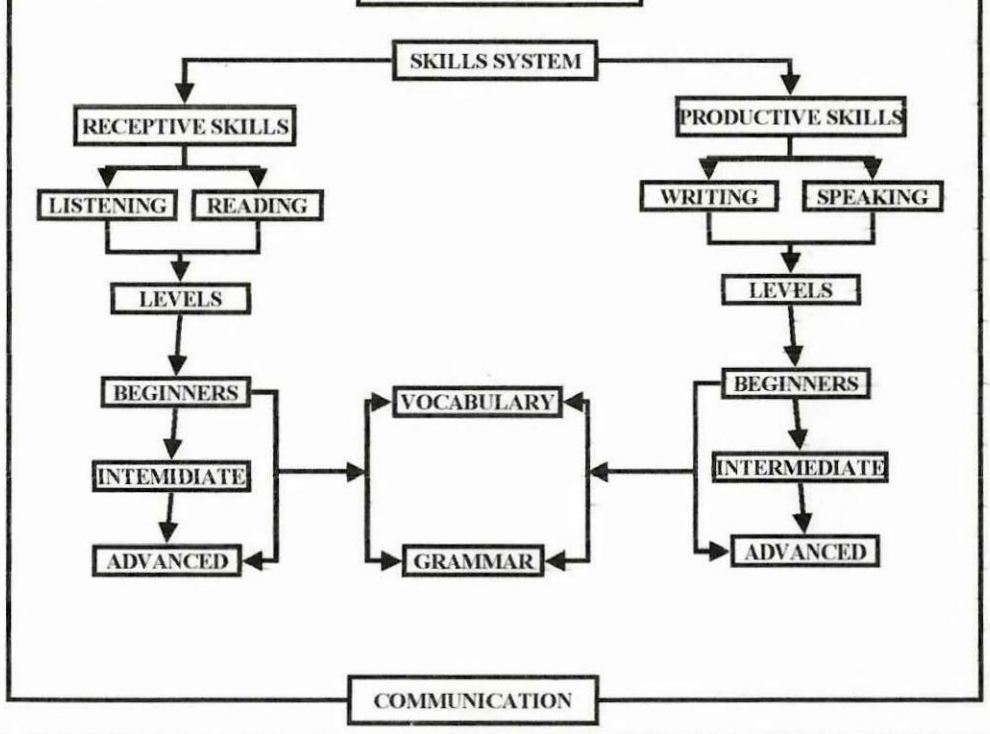 SKILLS SYSTEM
RECEPTIVE SKILLS
PRODUCTIVE SKILLS
LISTENING
READING
WRITING
SPEAKING
LEVELS
LEVELS
BEGINNERS
BEGINNERS
VOCABULARY
INTEMIDIATE
INTERMEDIATE
ADVANCED
GRAMMAR
ADVANCED
COMMUNICATION